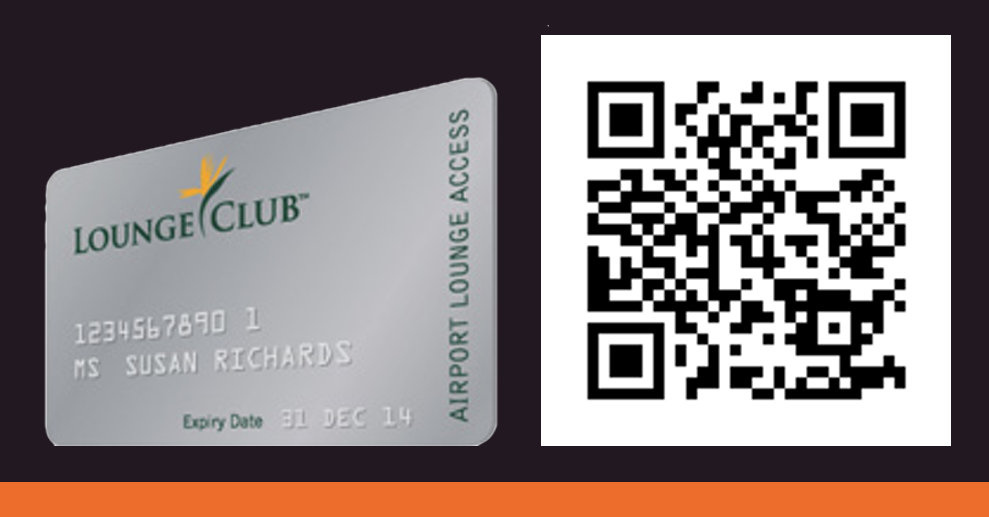 LOUNGE CLUB™
AIRPORT LOUNGE ACCESS
1234567890 1
MS SUSAN RICHARDS
Expiry Date 31 DEC 14